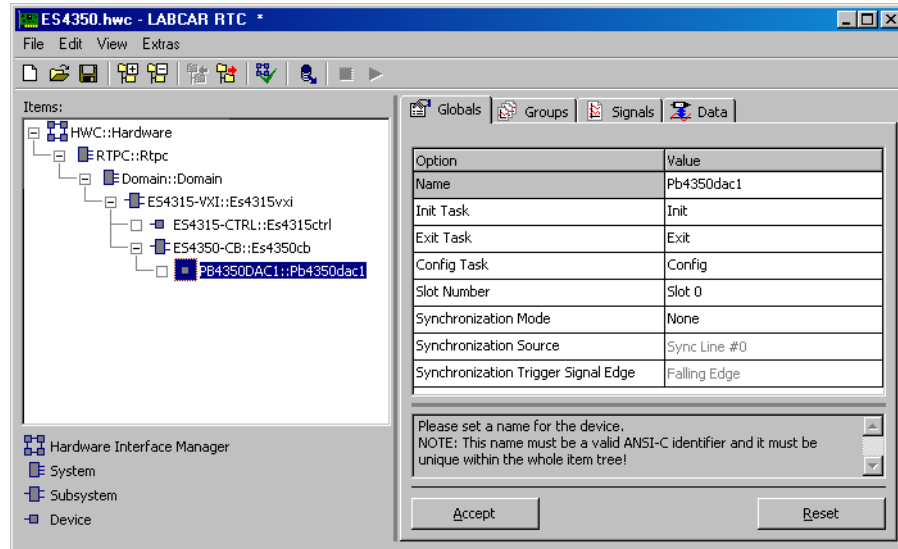 ES4350.hwc - LABCAR RTC *
File Edit View Extras
Items:
HWC::Hardware
RTPC::Rtpc
Domain::Domain
ES4315-VXI::Es4315vxi
ES4315-CTRL::Es4315ctrl
ES4350-CB::Es4350cb
PB4350DAC1::Pb4350dac1
Hardware Interface Manager
System
Subsystem
Device
Globals Groups Signals Data
Option Value
Name Pb4350dac1
Init Task Init
Exit Task Exit
Config Task Config
Slot Number Slot 0
Synchronization Mode None
Synchronization Source Sync Line #0
Synchronization Trigger Signal Edge Falling Edge
Please set a name for the device.
NOTE: This name must be a valid ANSI-C identifier and it must be
unique within the whole item tree!
Accept Reset